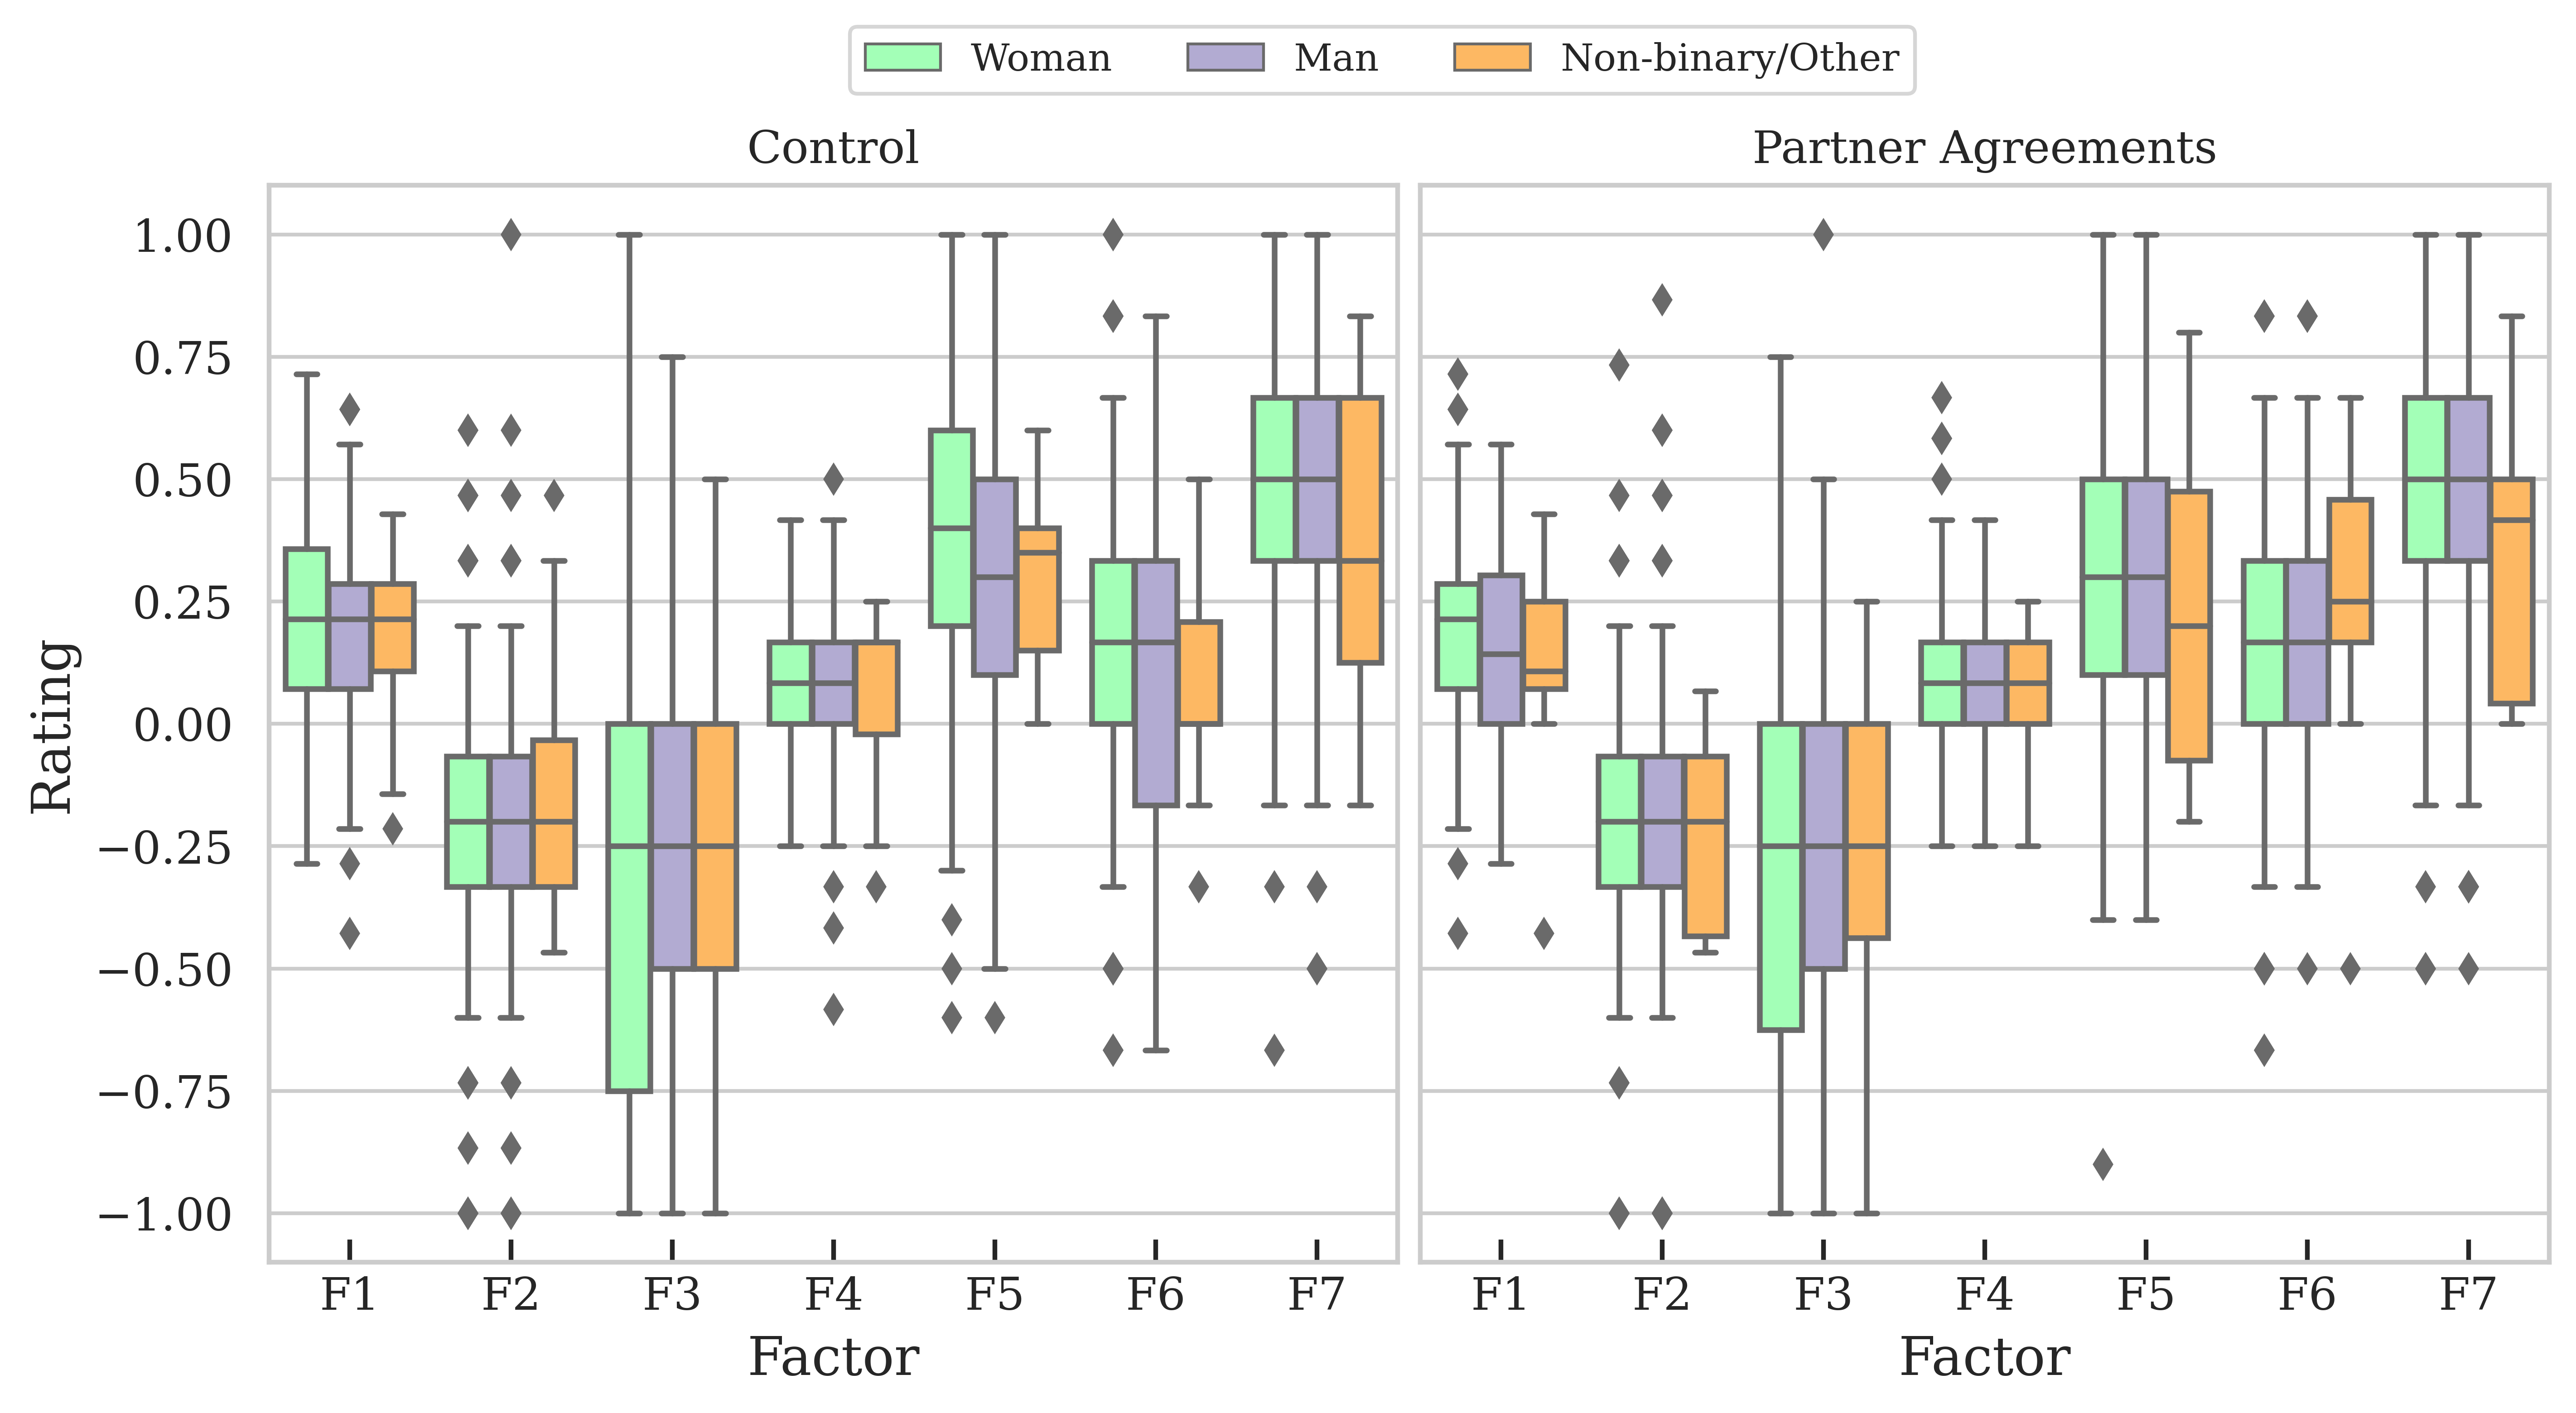 Woman Man Non-binary/Other
Control Partner Agreements
1.00
0.75
0.50
0.25
0.00
−0.25
−0.50
−0.75
−1.00
Rating
F1 F2 F3 F4 F5 F6 F7 F1 F2 F3 F4 F5 F6 F7
Factor Factor